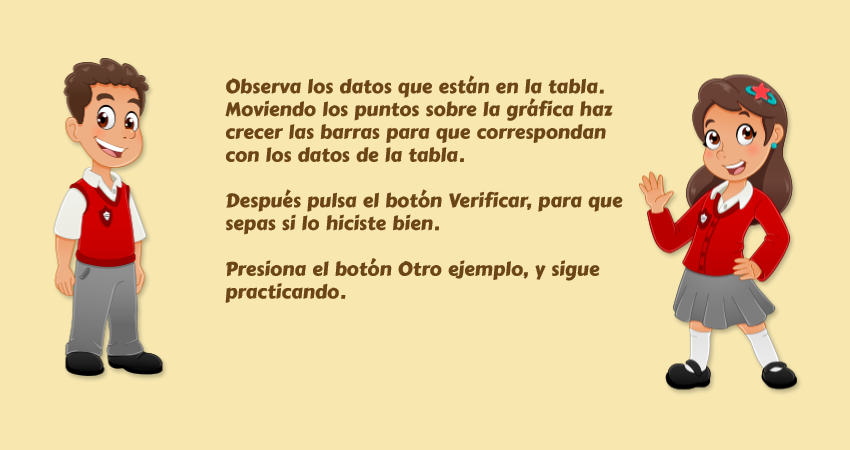 Observa los datos que están en la tabla.
Moviendo los puntos sobre la gráfica haz
crecer las barras para que correspondan
con los datos de la tabla.
Después pulsa el botón Verificar, para que
sepas si lo hiciste bien.
Presiona el botón Otro ejemplo, y sigue
practicando.